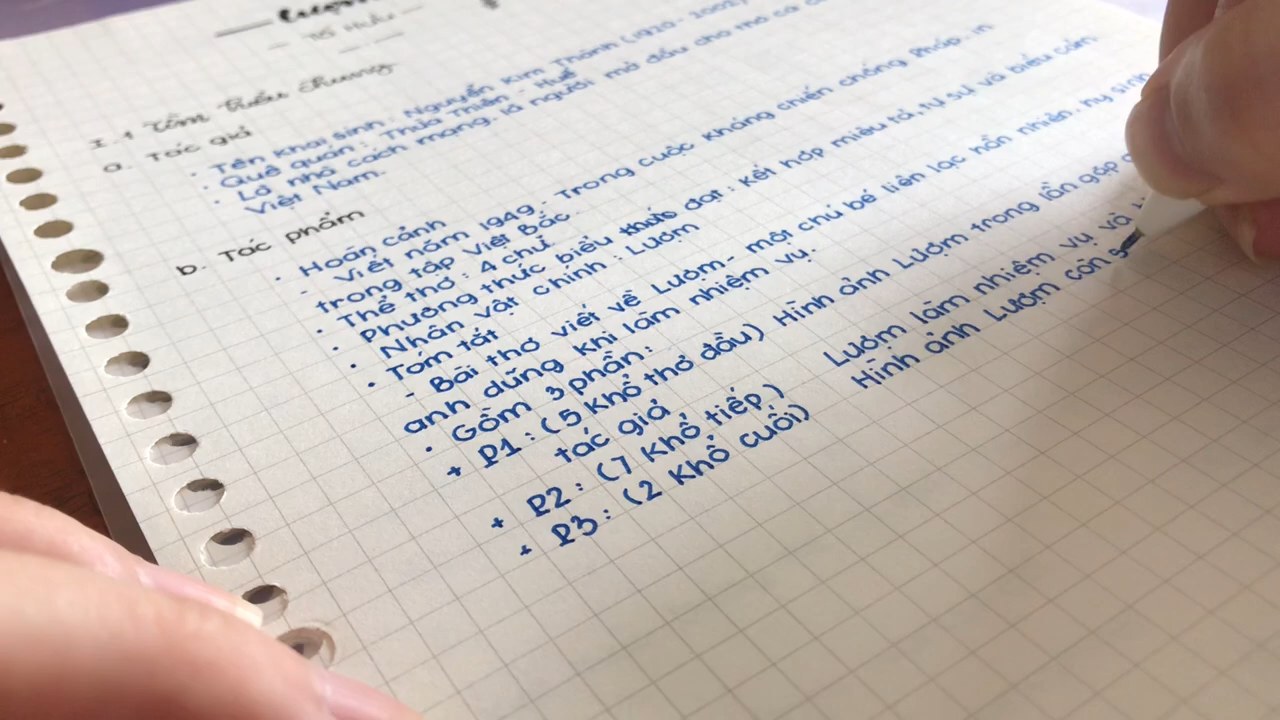 Lượm
Tố Hữu
I.1 Tìm hiểu chung
a. Tác giả
· Tên khai sinh: Nguyễn Kim Thành (1920-2002)
· Quê quán: Thừa Thiên - Huế
· Là nhà cách mạng, là người mở đầu cho thơ ca
Việt Nam.
b. Tác phẩm
· Hoàn cảnh
- Viết năm 1949, trong cuộc kháng chiến chống Pháp, in
trong tập Việt Bắc.
· Thể thơ: 4 chữ
· Phương thức biểu đạt: Kết hợp miêu tả, tự sự và biểu cảm
· Nhân vật chính: Lượm
· Tóm tắt
- Bài thơ viết về Lượm - một chú bé liên lạc hồn nhiên, hy sinh
anh dũng khi làm nhiệm vụ.
· Gồm 3 phần:
+ P1: (5 Khổ thơ đầu) Hình ảnh Lượm trong lần gặp
tác giả
+ P2: (7 Khổ tiếp) Lượm làm nhiệm vụ và
+ P3: (2 Khổ cuối) Hình ảnh Lượm còn